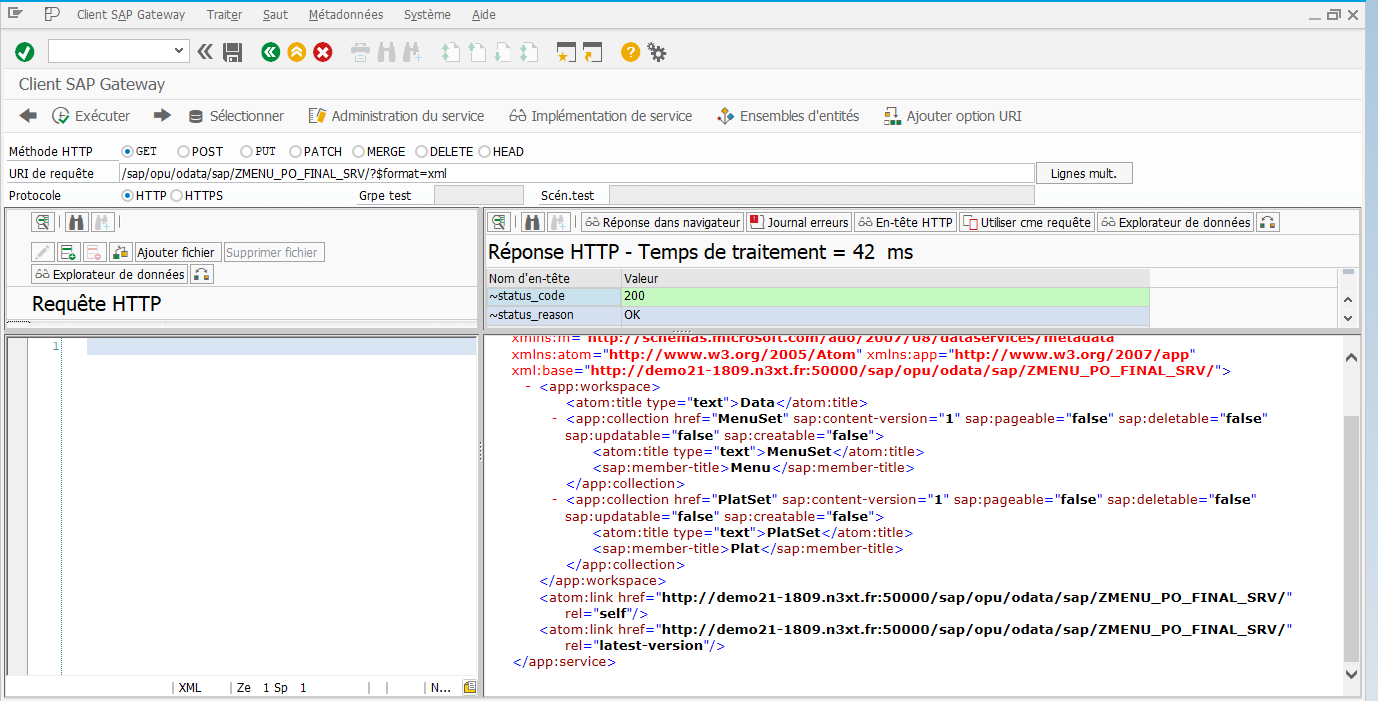 Client SAP Gateway Traiter Saut Métadonnées Système Aide
Client SAP Gateway
Exécuter Sélectionner Administration du service Implémentation de service Ensembles d'entités Ajouter option URI
Méthode HTTP GET POST PUT PATCH MERGE DELETE HEAD
URI de requête /sap/opu/odata/sap/ZMENU_PO_FINAL_SRV/?$format=xml Lignes mult.
Protocole HTTP HTTPS Grpe test Scén.test
Ajouter fichier Supprimer fichier
Explorateur de données
Requête HTTP
1
XML Ze 1 Sp 1 N...
Réponse dans navigateur Journal erreurs En-tête HTTP Utiliser cme requête Explorateur de données
Réponse HTTP - Temps de traitement = 42 ms
Nom d'en-tête Valeur
~status_code 200
~status_reason OK
xmlns:m="http://schemas.microsoft.com/ado/2007/08/dataservices/metadata"
xmlns:atom="http://www.w3.org/2005/Atom" xmlns:app="http://www.w3.org/2007/app"
xml:base="http://demo21-1809.n3xt.fr:50000/sap/opu/odata/sap/ZMENU_PO_FINAL_SRV/">
- <app:workspace>
<atom:title type="text">Data</atom:title>
- <app:collection href="MenuSet" sap:content-version="1" sap:pageable="false" sap:deletable="false"
sap:updatable="false" sap:creatable="false">
<atom:title type="text">MenuSet</atom:title>
<sap:member-title>Menu</sap:member-title>
</app:collection>
- <app:collection href="PlatSet" sap:content-version="1" sap:pageable="false" sap:deletable="false"
sap:updatable="false" sap:creatable="false">
<atom:title type="text">PlatSet</atom:title>
<sap:member-title>Plat</sap:member-title>
</app:collection>
</app:workspace>
<atom:link href="http://demo21-1809.n3xt.fr:50000/sap/opu/odata/sap/ZMENU_PO_FINAL_SRV/"
rel="self"/>
<atom:link href="http://demo21-1809.n3xt.fr:50000/sap/opu/odata/sap/ZMENU_PO_FINAL_SRV/"
rel="latest-version"/>
</app:service>